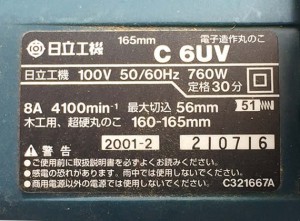 日立工機 165mm 電子造作丸のこ
C 6UV
日立工機 100V 50/60Hz 760W
定格30分
8A 4100min⁻¹ 最大切込 56mm 51
木工用、超硬丸のこ 160-165mm
⚠警告 2001-2 210716
●ご使用前に取扱説明書を必ずよくお読みください。
●感電の恐れがあります。雨中では使用しないでください。
●商用電源以外の電源では使用しないでください。 C321667A